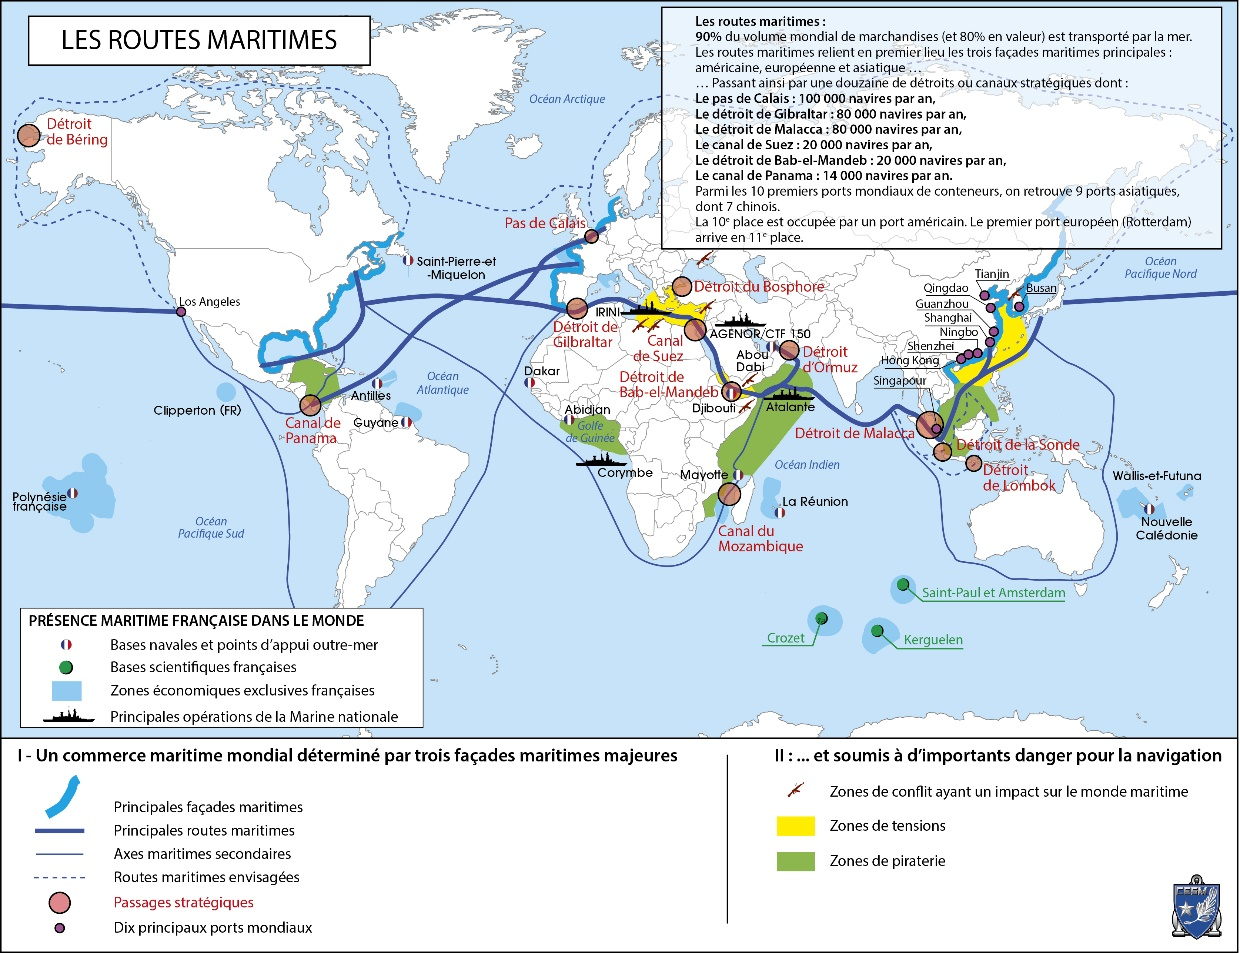 LES ROUTES MARITIMES
Les routes maritimes :
90% du volume mondial de marchandises (et 80% en valeur) est transporté par la mer.
Les routes maritimes relient en premier lieu les trois façades maritimes principales :
américaine, européenne et asiatique ...
... Passant ainsi par une douzaine de détroits ou canaux stratégiques dont :
Le pas de Calais : 100 000 navires par an,
Le détroit de Gibraltar : 80 000 navires par an,
Le détroit de Malacca : 80 000 navires par an,
Le canal de Suez : 20 000 navires par an,
Le détroit de Bab-el-Mandeb : 20 000 navires par an,
Le canal de Panama : 14 000 navires par an.
Parmi les 10 premiers ports mondiaux de conteneurs, on retrouve 9 ports asiatiques,
dont 7 chinois.
La 10e place est occupée par un port américain. Le premier port européen (Rotterdam)
arrive en 11e place.
Océan Arctique
Détroit
de Béring
Pas de Calais
Saint-Pierre-et
-Miquelon
Océan
Pacifique Nord
Tianjin
Qingdao
Busan
Guanzhou
Shanghai
Ningbo
Shenzhei
Hong Kong
Singapour
Los Angeles
Détroit du Bosphore
IRINI
Détroit de
Gilbraltar
Canal
de Suez
AGENOR/CTF 150
Abou
Dabi
Détroit
d'Ormuz
Dakar
Océan
Atlantique
Antilles
Clipperton (FR)
Guyane
Canal de
Panama
Détroit de
Bab-el-Mandeb
Djibouti
Atalante
Abidjan
Golfe
de Guinée
Corymbe
Détroit de Malacca
Détroit de la Sonde
Détroit
de Lombok
Océan Indien
Mayotte
La Réunion
Canal du
Mozambique
Wallis-et-Futuna
Nouvelle
Calédonie
Polynésie
française
Océan
Pacifique Sud
Saint-Paul et Amsterdam
Crozet
Kerguelen
PRÉSENCE MARITIME FRANÇAISE DANS LE MONDE
Bases navales et points d'appui outre-mer
Bases scientifiques françaises
Zones économiques exclusives françaises
Principales opérations de la Marine nationale
I - Un commerce maritime mondial déterminé par trois façades maritimes majeures
Principales façades maritimes
Principales routes maritimes
Axes maritimes secondaires
Routes maritimes envisagées
Passages stratégiques
Dix principaux ports mondiaux
II : ... et soumis à d'importants danger pour la navigation
Zones de conflit ayant un impact sur le monde maritime
Zones de tensions
Zones de piraterie